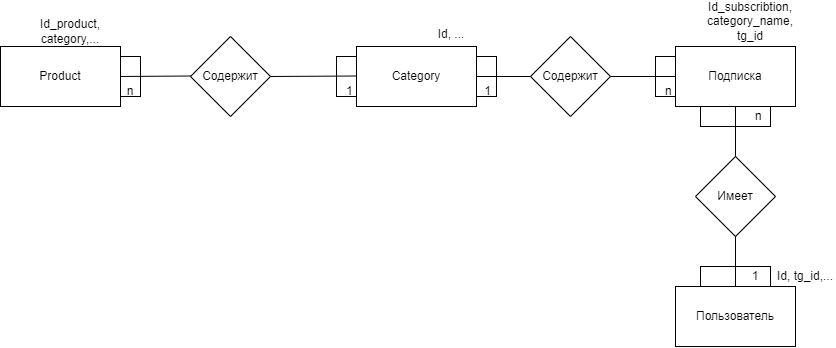 Id_product,
category,...
Id, ...
Id_subscribtion,
category_name,
tg_id
Product
Содержит
Category
Содержит
Подписка
n
1
1
n
n
Имеет
1
Id, tg_id,...
Пользователь